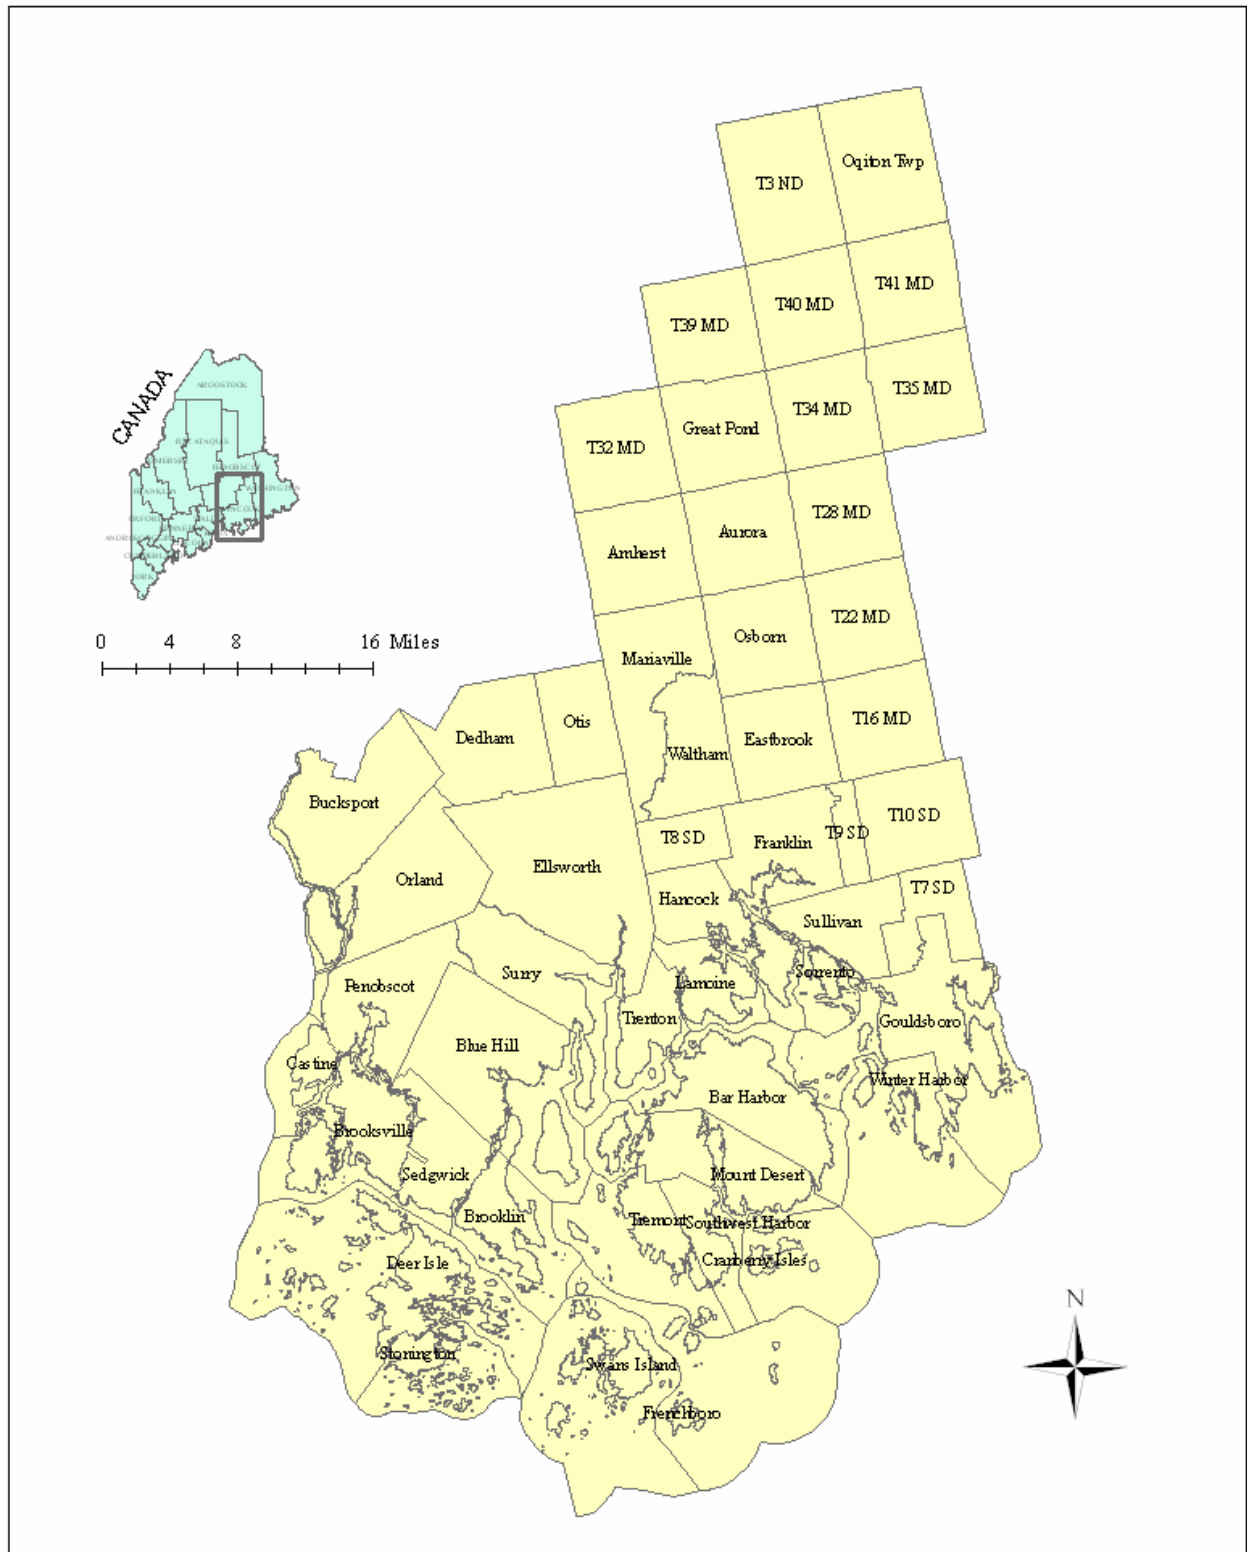 Oqiton Twp
T3 ND
T41 MD
T40 MD
T39 MD
T35 MD
T34 MD
Great Pond
T32 MD
CANADA
AROOSTOOK
T28 MD
Aurora
Amherst
T22 MD
Osborn
0 4 8 16 Miles
Mariaville
T16 MD
Otis
Dedham
Eastbrook
Waltham
Bucksport
T10 SD
T9 SD
T8 SD
Franklin
Ellsworth
Orland
T7 SD
Hancock
Sullivan
Surry
Sorrento
Lamoine
Penobscot
Trenton
Gouldsboro
Blue Hill
Castine
Winter Harbor
Bar Harbor
Brooksville
Sedgwick
Mount Desert
Brooklin
Tremont
Southwest Harbor
Deer Isle
Cranberry Isles
N
Stonington
Swans Island
Frenchboro